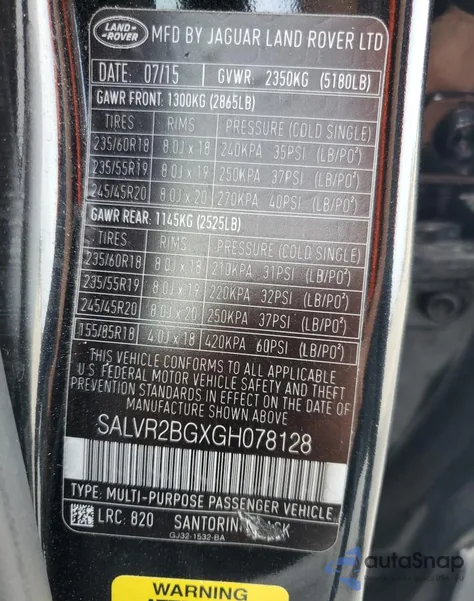 LAND
ROVER
MFD BY JAGUAR LAND ROVER LTD
DATE: 07/15 GVWR: 2350KG (5180LB)
GAWR FRONT: 1300KG (2865LB)
TIRES RIMS PRESSURE (COLD SINGLE)
235/60R18 8.0J x 18 240KPA 35PSI (LB/PO²)
235/55R19 8.0J x 19 250KPA 37PSI (LB/PO²)
245/45R20 8.0J x 20 270KPA 40PSI (LB/PO²)
GAWR REAR: 1145KG (2525LB)
TIRES RIMS PRESSURE (COLD SINGLE)
235/60R18 8.0J x 18 210KPA 31PSI (LB/PO²)
235/55R19 8.0J x 19 220KPA 32PSI (LB/PO²)
245/45R20 8.0J x 20 250KPA 37PSI (LB/PO²)
155/85R18 4.0J x 18 420KPA 60PSI (LB/PO²)
THIS VEHICLE CONFORMS TO ALL APPLICABLE
U.S FEDERAL MOTOR VEHICLE SAFETY AND THEFT
PREVENTION STANDARDS IN EFFECT ON THE DATE OF
MANUFACTURE SHOWN ABOVE
SALVR2BGXGH078128
TYPE: MULTI-PURPOSE PASSENGER VEHICLE
LRC: 820 SANTORINI
GJ32-1532-BA
WARNING
autoSnap
POWERED BY